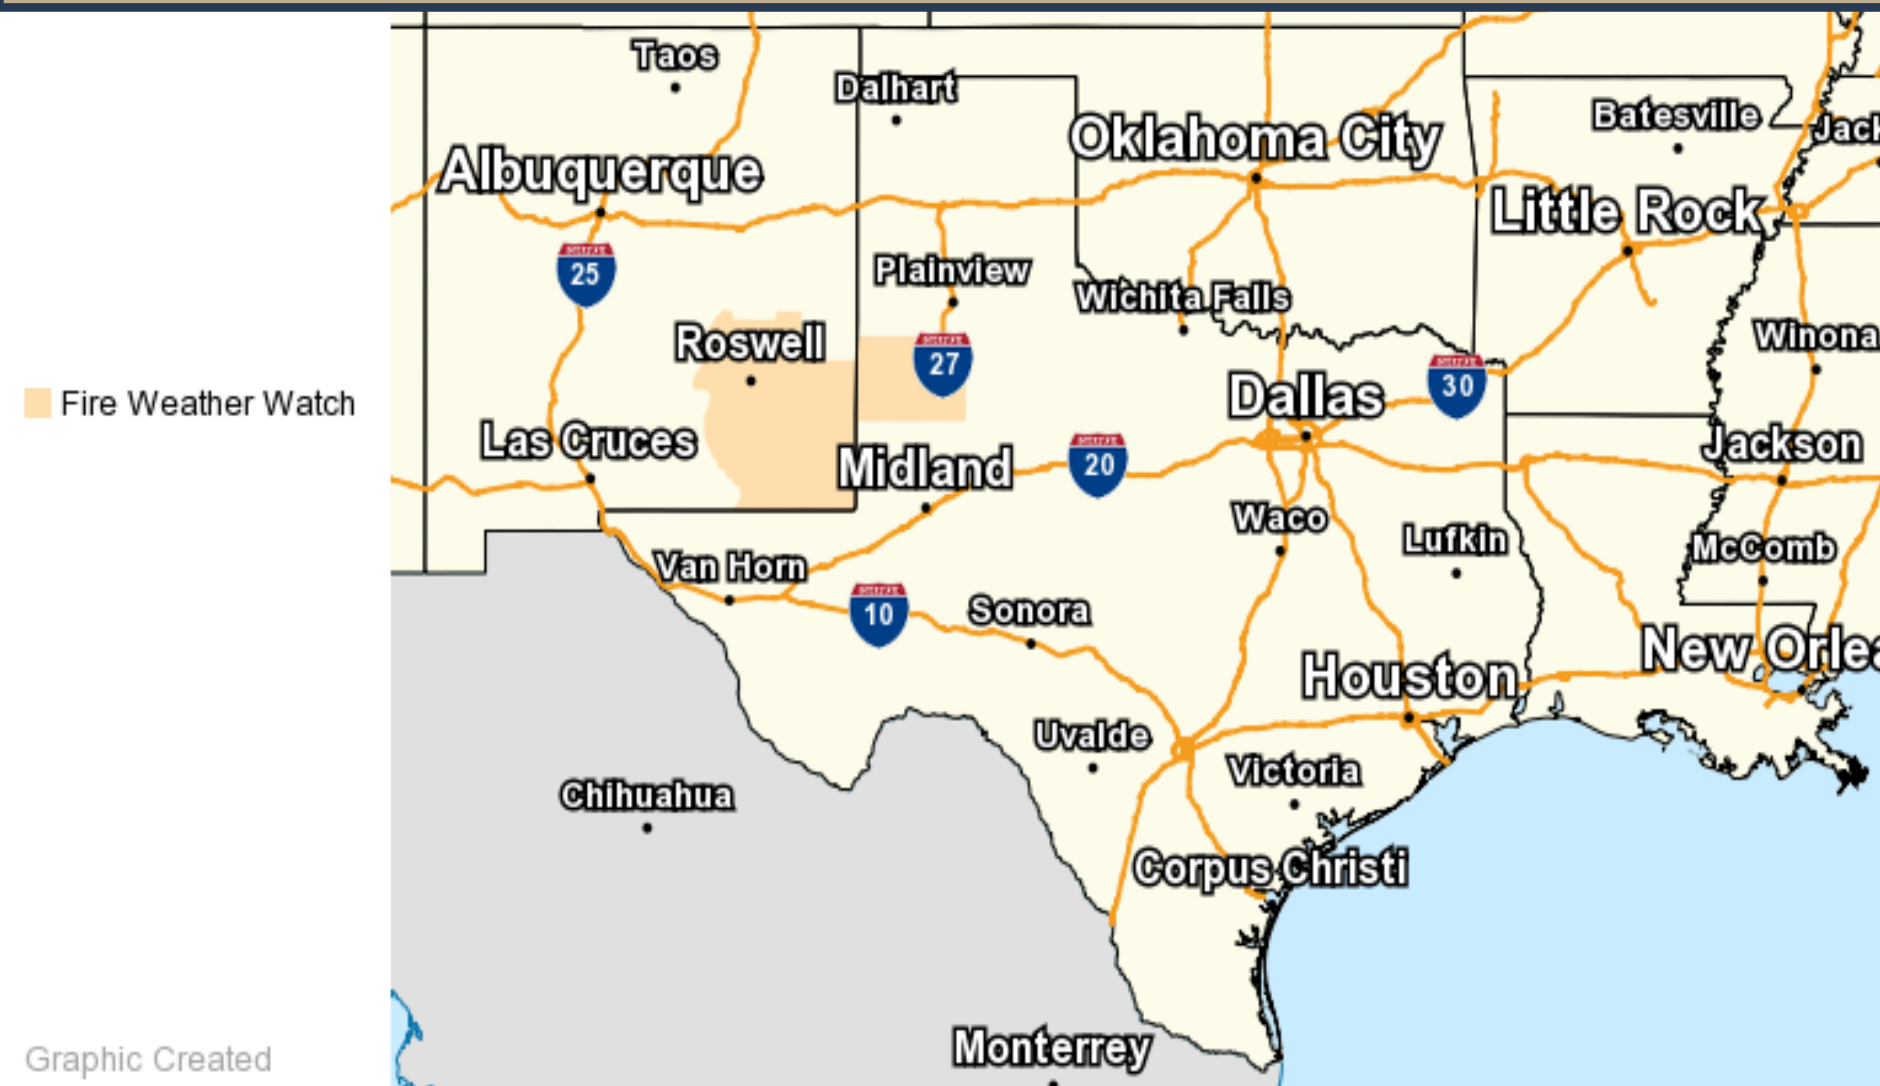 Taos
Dalhart
Batesville
Jack
Oklahoma City
Albuquerque
Little Rock
25
Plainview
Wichita Falls
Winona
Roswell
27
30
Dallas
Fire Weather Watch
Las Cruces
Jackson
Midland
20
Waco
Lufkin
McComb
Van Horn
10
Sonora
New Orlea
Houston
Uvalde
Victoria
Chihuahua
Corpus Christi
Monterrey
Graphic Created